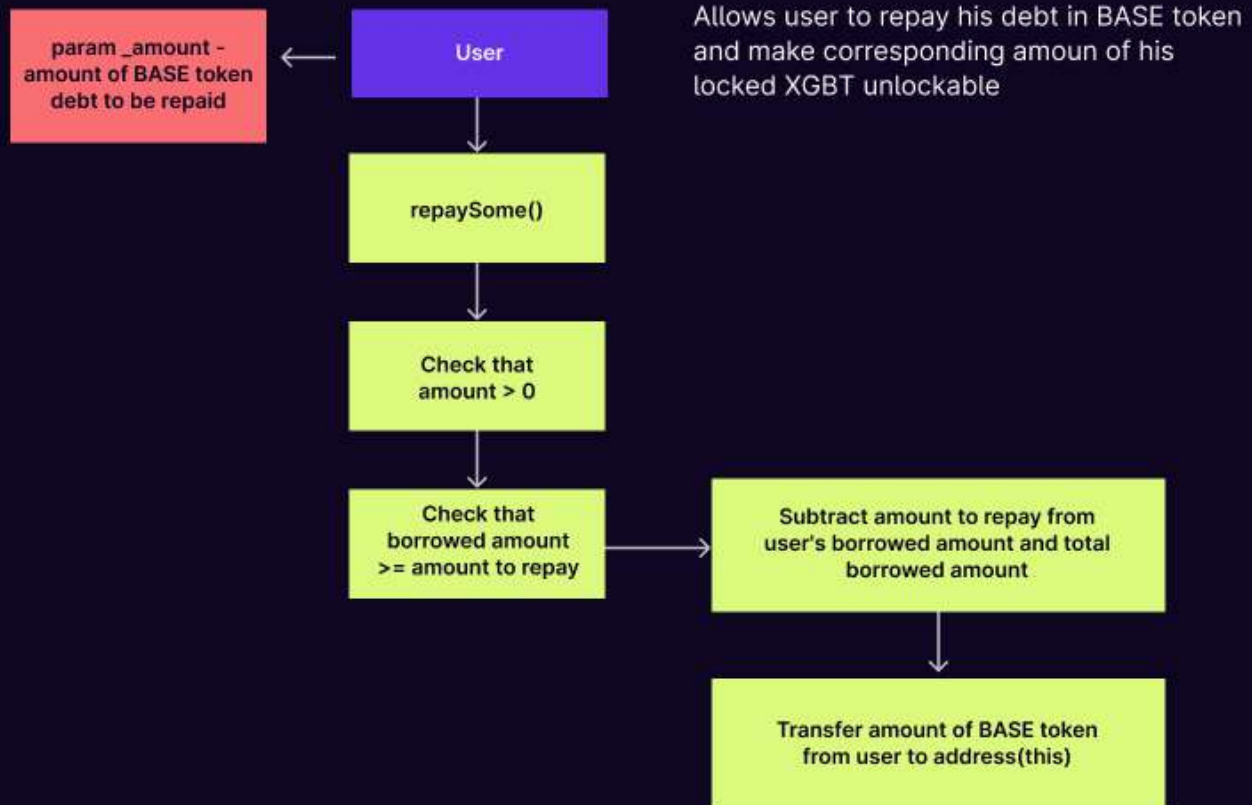 param _amount -
amount of BASE token
debt to be repaid
User
Allows user to repay his debt in BASE token
and make corresponding amoun of his
locked XGBT unlockable
repaySome()
Check that
amount > 0
Check that
borrowed amount
>= amount to repay
Subtract amount to repay from
user's borrowed amount and total
borrowed amount
Transfer amount of BASE token
from user to address(this)